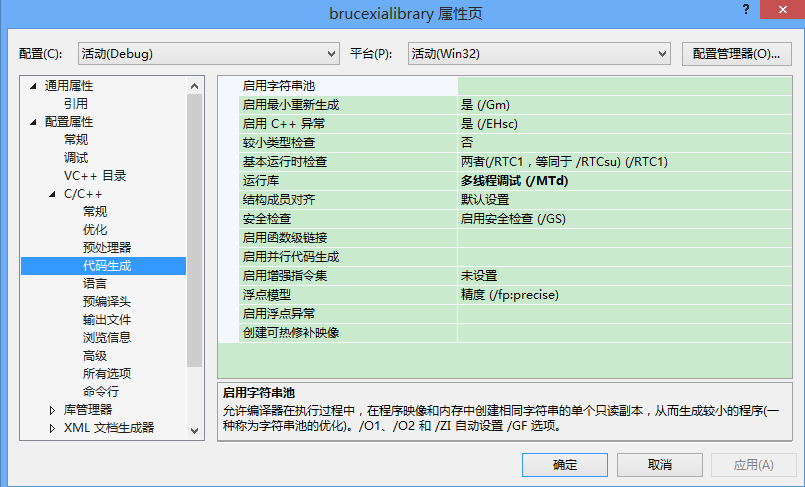 brucexialibrary 属性页
?
配置(C): 活动(Debug) 平台(P): 活动(Win32) 配置管理器(O)...
通用属性
引用
配置属性
常规
调试
VC++ 目录
C/C++
常规
优化
预处理器
代码生成
语言
预编译头
输出文件
浏览信息
高级
所有选项
命令行
库管理器
XML 文档生成器
启用字符串池
启用最小重新生成 是 (/Gm)
启用 C++ 异常 是 (/EHsc)
较小类型检查 否
基本运行时检查 两者(/RTC1，等同于 /RTCsu) (/RTC1)
运行库 多线程调试 (/MTd)
结构成员对齐 默认设置
安全检查 启用安全检查 (/GS)
启用函数级链接
启用并行代码生成
启用增强指令集 未设置
浮点模型 精度 (/fp:precise)
启用浮点异常
创建可热修补映像
启用字符串池
允许编译器在执行过程中，在程序映像和内存中创建相同字符串的单个只读副本，从而生成较小的程序(一
种称为字符串池的优化)。/O1、/O2 和 /ZI 自动设置 /GF 选项。
确定 取消 应用(A)